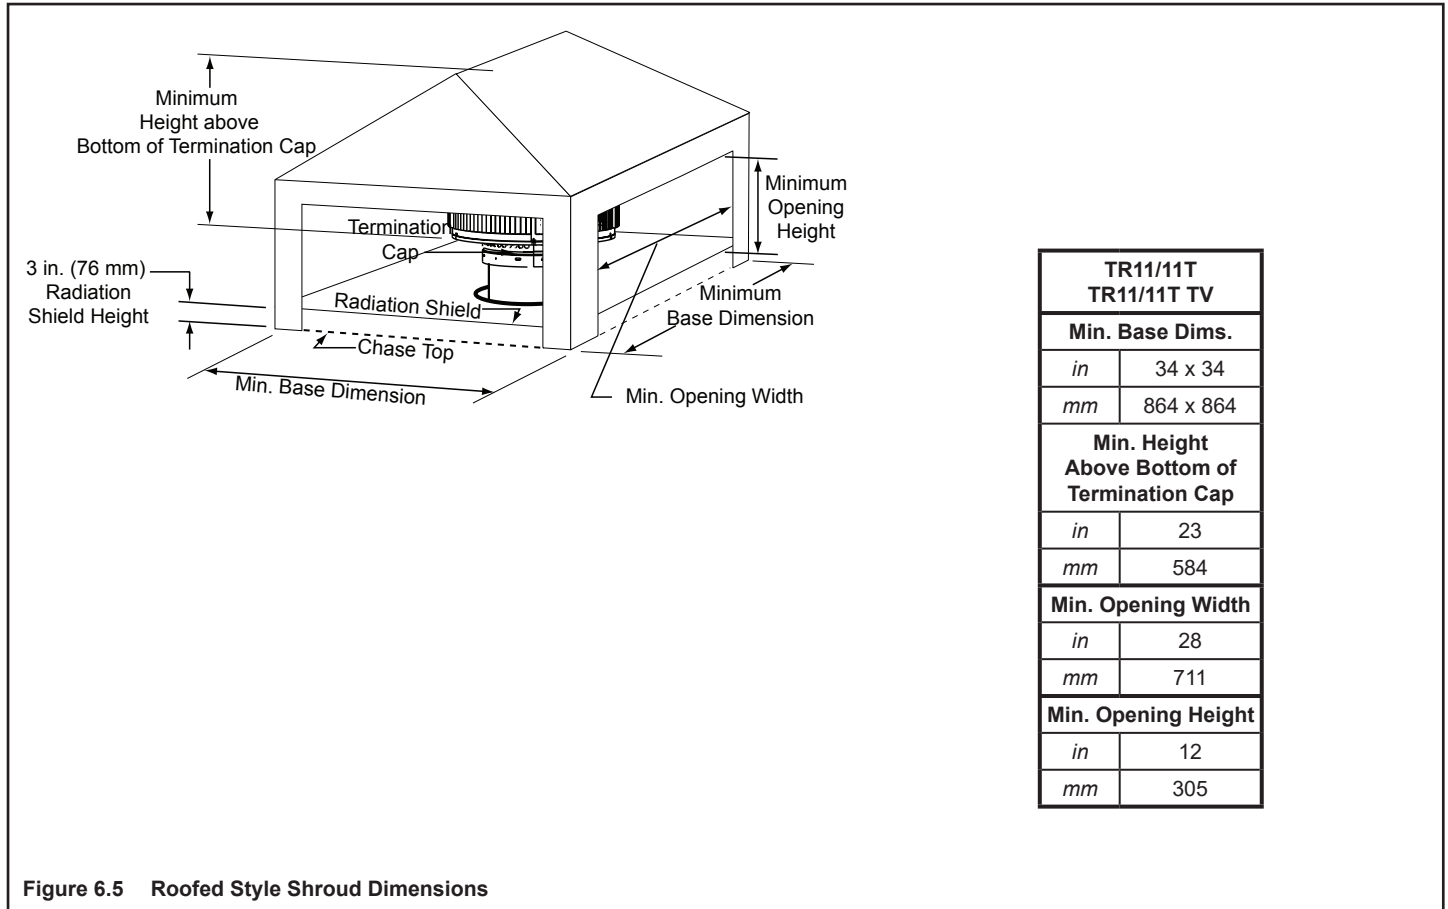 Minimum
Height above
Bottom of Termination Cap
Termination
Cap
Minimum
Opening
Height
3 in. (76 mm)
Radiation
Shield Height
Radiation Shield
Minimum
Base Dimension
Chase Top
Min. Base Dimension
Min. Opening Width
TR11/11T
TR11/11T TV
Min. Base Dims.
in 34 x 34
mm 864 x 864
Min. Height
Above Bottom of
Termination Cap
in 23
mm 584
Min. Opening Width
in 28
mm 711
Min. Opening Height
in 12
mm 305
Figure 6.5 Roofed Style Shroud Dimensions